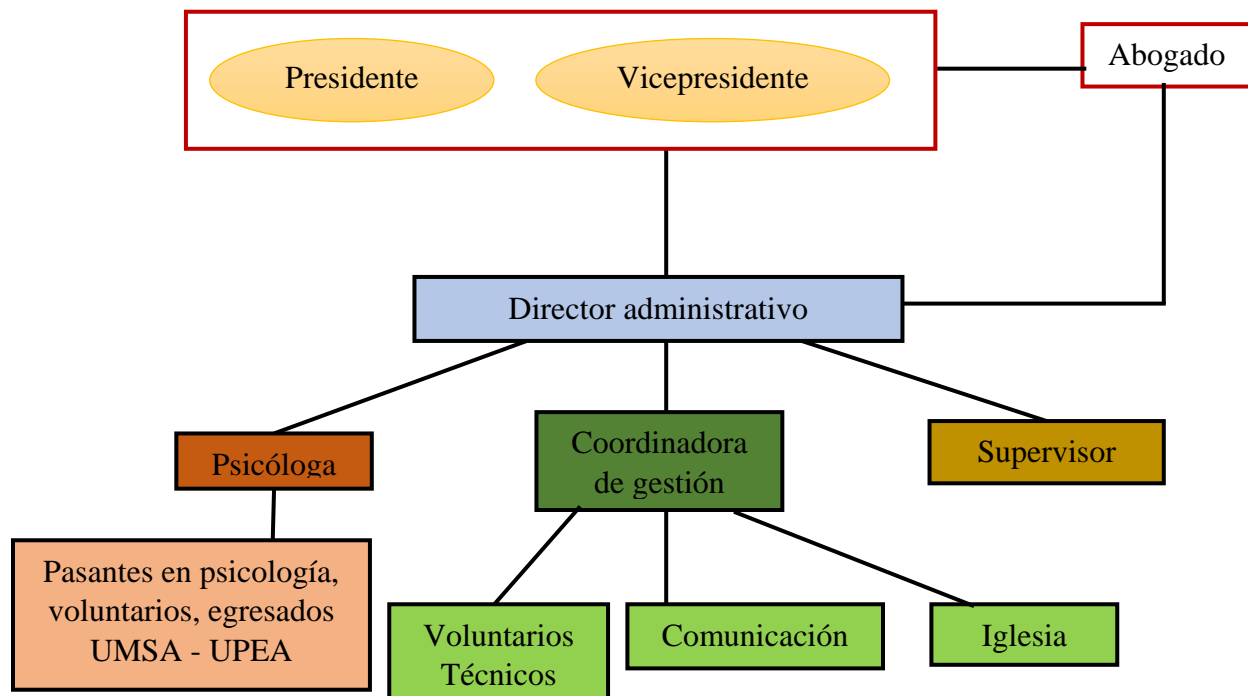 Presidente
Vicepresidente
Abogado
Director administrativo
Psicóloga
Coordinadora
de gestión
Supervisor
Pasantes en psicología,
voluntarios, egresados
UMSA - UPEA
Voluntarios
Técnicos
Comunicación
Iglesia